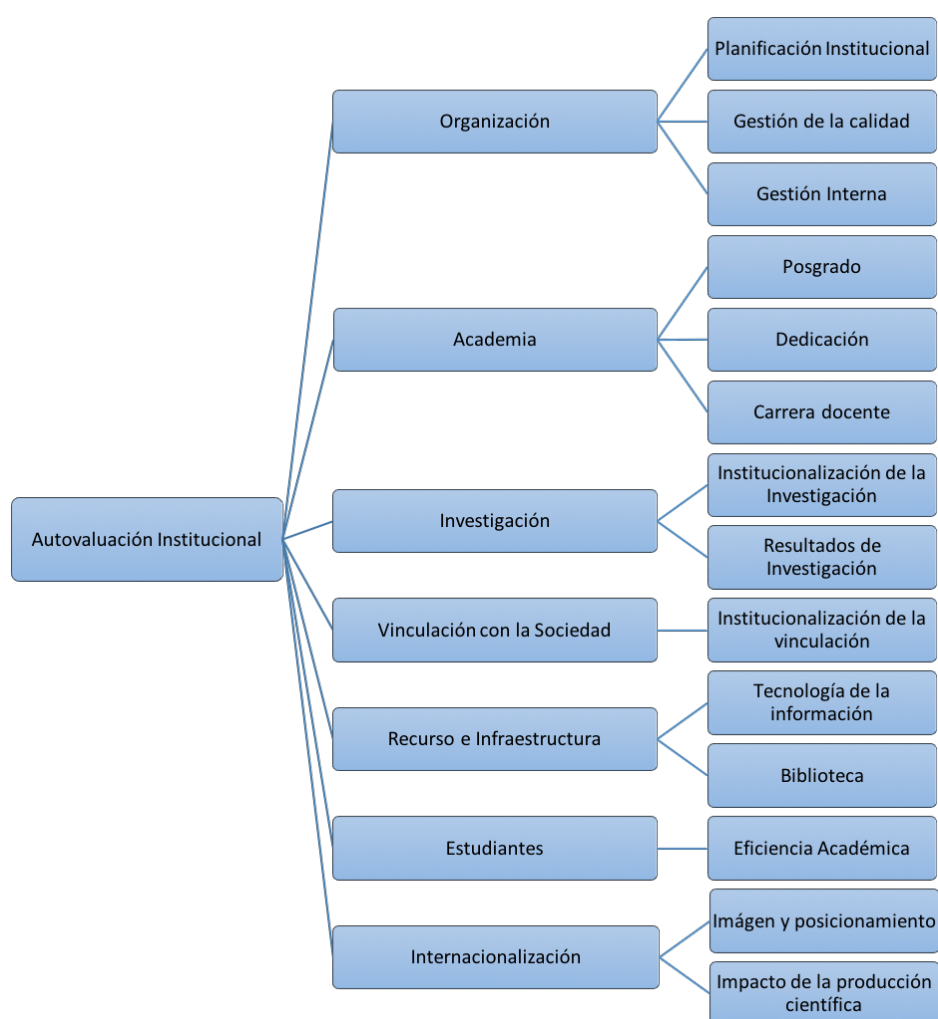 Autovaluación Institucional
Organización
Planificación Institucional
Gestión de la calidad
Gestión Interna
Academia
Posgrado
Dedicación
Carrera docente
Investigación
Institucionalización de la
Investigación
Resultados de
Investigación
Vinculación con la Sociedad
Institucionalización de la
vinculación
Recurso e Infraestructura
Tecnología de la
información
Biblioteca
Estudiantes
Eficiencia Académica
Internacionalización
Imágen y posicionamiento
Impacto de la producción
científica